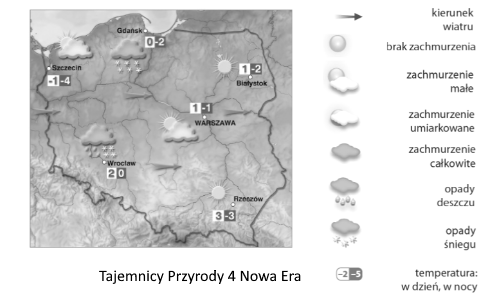 Gdańsk
0 -2
Szczecin
-1 -4
1 -2
Białystok
1 -1
WARSZAWA
Wrocław
2 0
Rzeszów
3 -3
kierunek
wiatru
brak zachmurzenia
zachmurzenie
małe
zachmurzenie
umiarkowane
zachmurzenie
całkowite
opady
deszczu
opady
śniegu
-2 -5
temperatura:
w dzień, w nocy
Tajemnicy Przyrody 4 Nowa Era